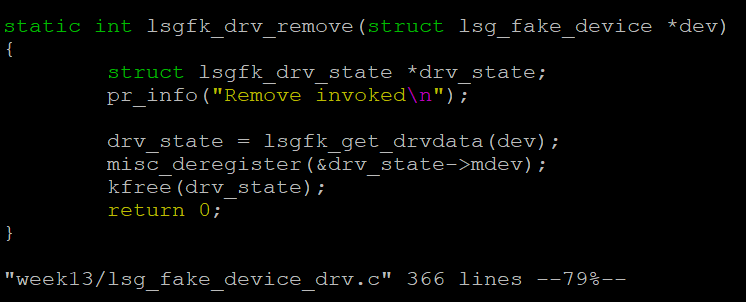 static int lsgfk_drv_remove(struct lsg_fake_device *dev)
{
        struct lsgfk_drv_state *drv_state;
        pr_info("Remove invoked\n");

        drv_state = lsgfk_get_drvdata(dev);
        misc_deregister(&drv_state->mdev);
        kfree(drv_state);
        return 0;
}

"week13/lsg_fake_device_drv.c" 366 lines --79%--